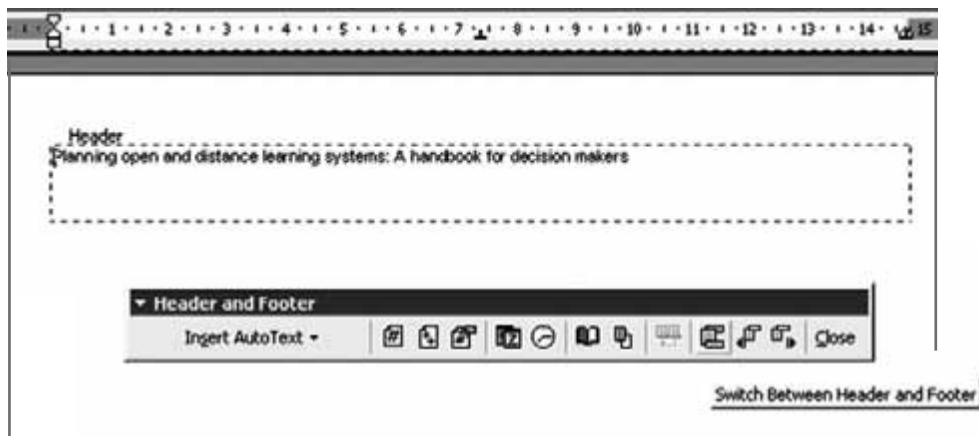 1 2 3 4 5 6 7 8 9 10 11 12 13 14 15
Header
Planning open and distance learning systems: A handbook for decision makers
Header and Footer
Insert AutoText
Close
Switch Between Header and Footer